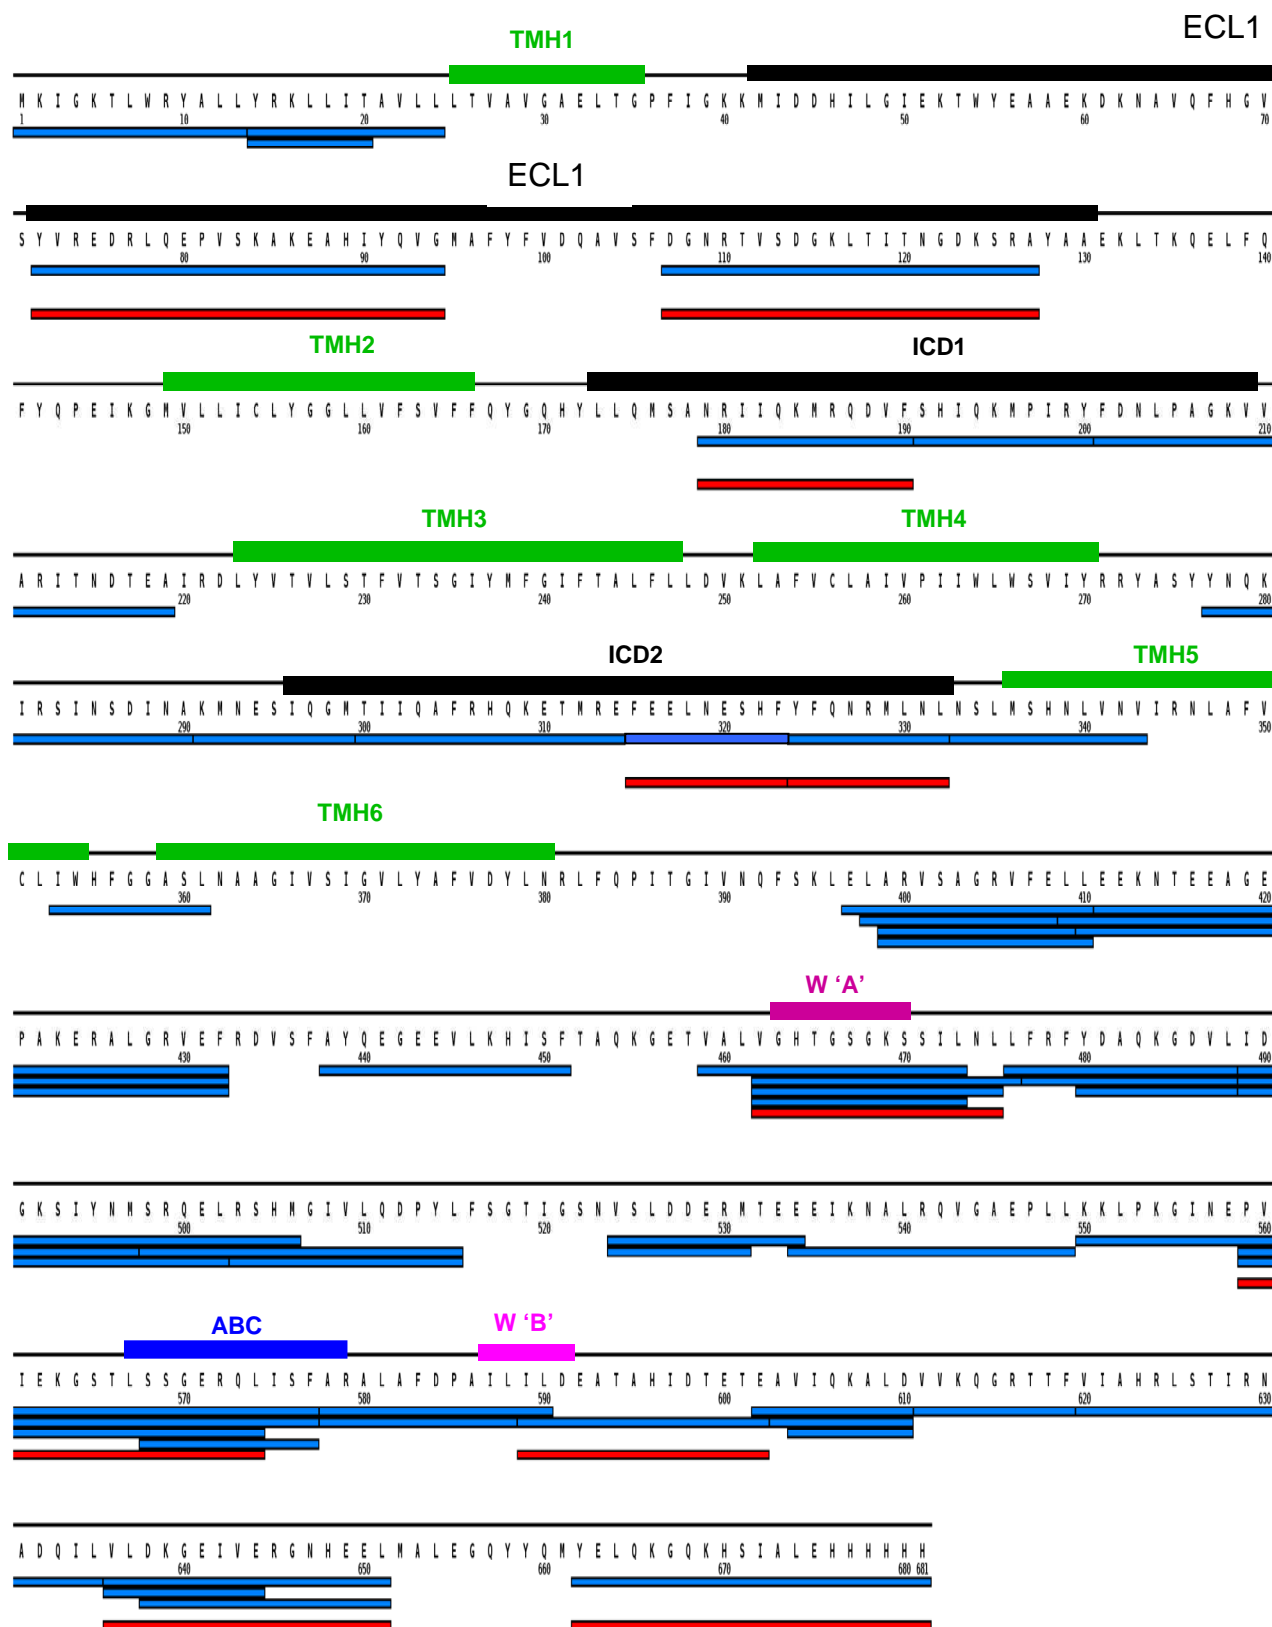 TMH1
ECL1
M K I G K T L W R Y A L L Y R K L L I T A V L L L T V A V G A E L T G P F I G K K M I D D H I L G I E K T W Y E A A E K D K N A V Q F H G V
1 10 20 30 40 50 60 70
ECL1
S Y V R E D R L Q E P V S K A K E A H I Y Q V G M A F Y F V D Q A V S F D G N R T V S D G K L T I T N G D K S R A Y A A E K L T K Q E L F Q
80 90 100 110 120 130 140
TMH2 ICD1
F Y Q P E I K G M V L L I C L Y G G L L V F S V F F Q Y G Q H Y L L Q M S A N R I I Q K M R Q D V F S H I Q K M P I R Y F D N L P A G K V V
150 160 170 180 190 200 210
TMH3 TMH4
A R I T N D T E A I R D L Y V T V L S T F V T S G I Y M F G I F T A L F L L D V K L A F V C L A I V P I I W L W S V I Y R R Y A S Y Y N Q K
220 230 240 250 260 270 280
ICD2 TMH5
I R S I N S D I N A K M N E S I Q G M T I I Q A F R H Q K E T M R E F E E L N E S H F Y F Q N R M L N L N S L M S H N L V N V I R N L A F V
290 300 310 320 330 340 350
TMH6
C L I W H F G G A S L N A A G I V S I G V L Y A F V D Y L N R L F Q P I T G I V N Q F S K L E L A R V S A G R V F E L L E E K N T E E A G E
360 370 380 390 400 410 420
W ‘A’
P A K E R A L G R V E F R D V S F A Y Q E G E E V L K H I S F T A Q K G E T V A L V G H T G S G K S S I L N L L F R F Y D A Q K G D V L I D
430 440 450 460 470 480 490
G K S I Y N M S R Q E L R S H M G I V L Q D P Y L F S G T I G S N V S L D D E R M T E E E I K N A L R Q V G A E P L L K K L P K G I N E P V
500 510 520 530 540 550 560
ABC W ‘B’
I E K G S T L S S G E R Q L I S F A R A L A F D P A I L I L D E A T A H I D T E T E A V I Q K A L D V V K Q G R T T F V I A H R L S T I R N
570 580 590 600 610 620 630
A D Q I L V L D K G E I V E R G N H E E L M A L E G Q Y Y Q M Y E L Q K G Q K H S I A L E H H H H H H
640 650 660 670 680 681